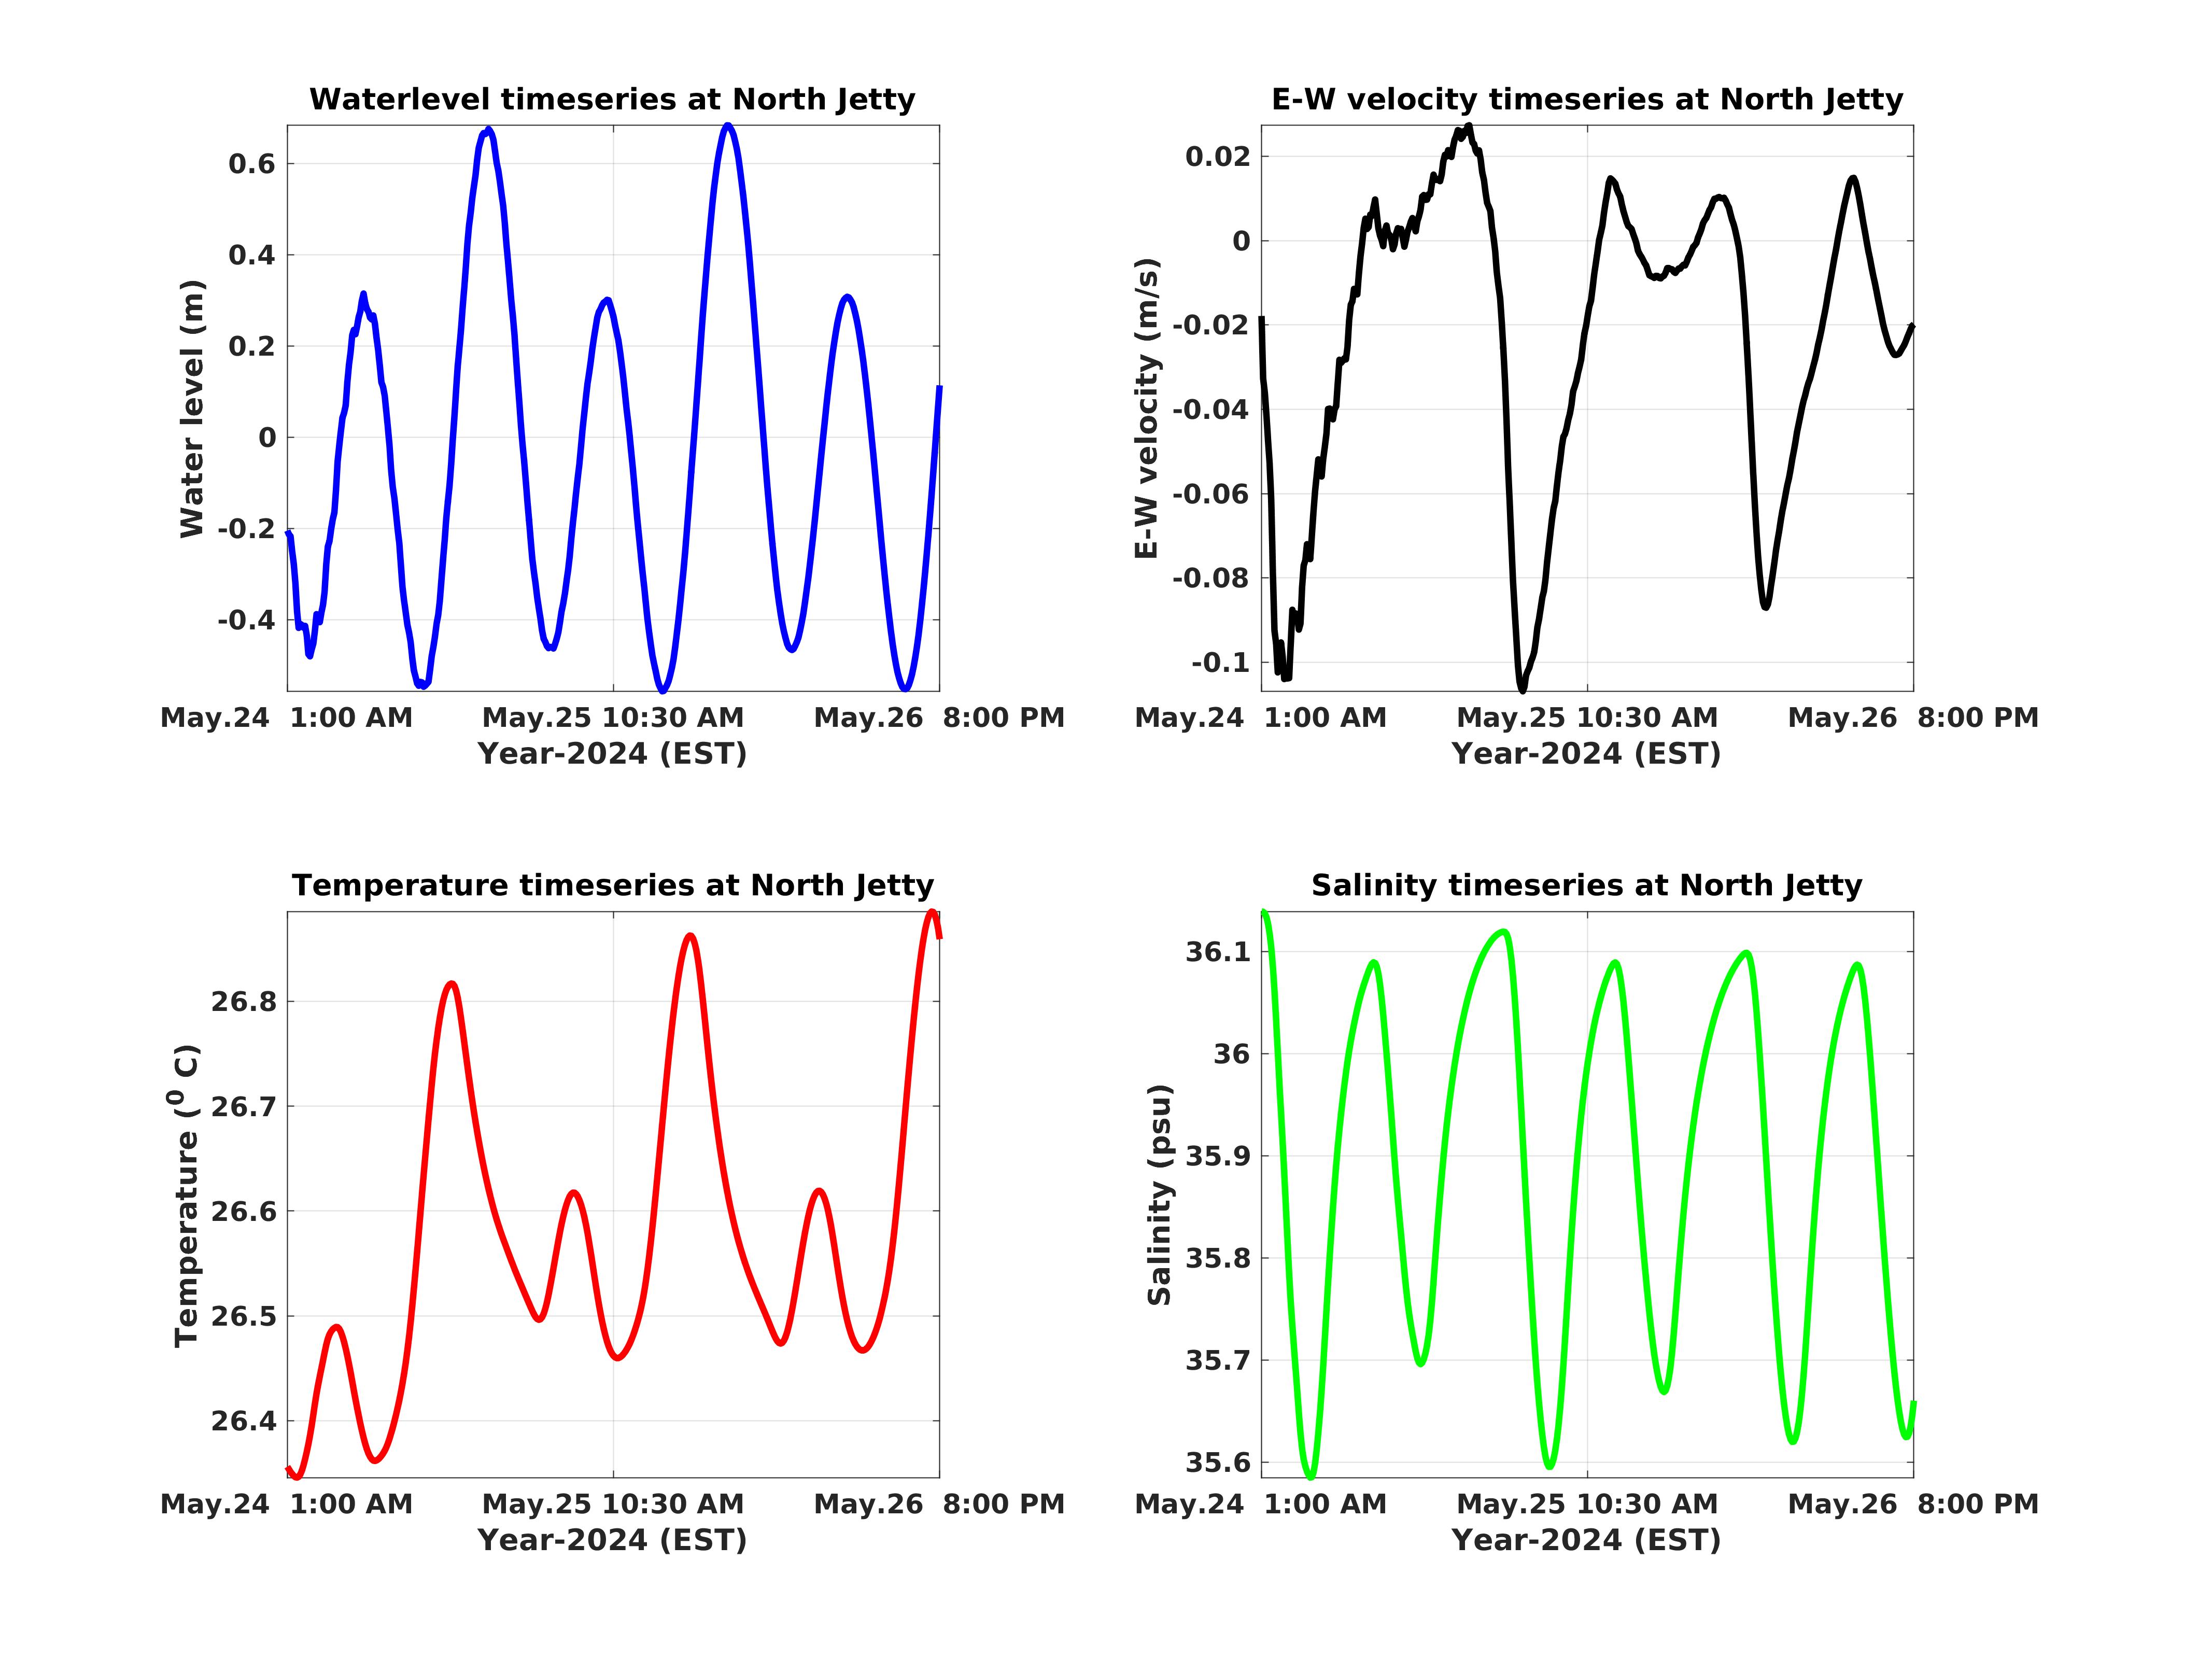 Waterlevel timeseries at North Jetty
0.6
0.4
0.2
0
-0.2
-0.4
Water level (m)
May.24 1:00 AM May.25 10:30 AM May.26 8:00 PM
Year-2024 (EST)
E-W velocity timeseries at North Jetty
0.02
0
-0.02
-0.04
-0.06
-0.08
-0.1
E-W velocity (m/s)
May.24 1:00 AM May.25 10:30 AM May.26 8:00 PM
Year-2024 (EST)
Temperature timeseries at North Jetty
26.8
26.7
26.6
26.5
26.4
Temperature (⁰ C)
May.24 1:00 AM May.25 10:30 AM May.26 8:00 PM
Year-2024 (EST)
Salinity timeseries at North Jetty
36.1
36
35.9
35.8
35.7
35.6
Salinity (psu)
May.24 1:00 AM May.25 10:30 AM May.26 8:00 PM
Year-2024 (EST)